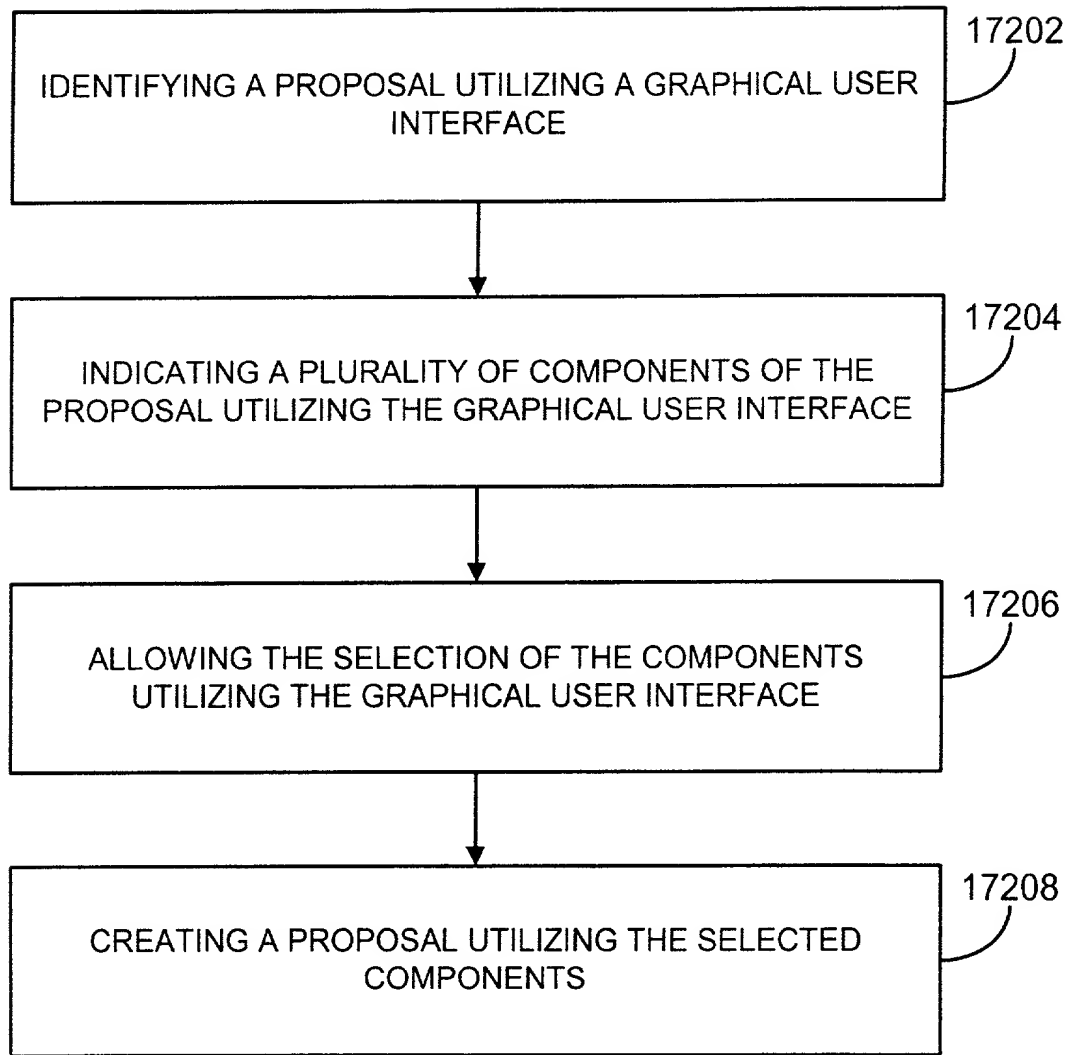 17202
IDENTIFYING A PROPOSAL UTILIZING A GRAPHICAL USER
INTERFACE
17204
INDICATING A PLURALITY OF COMPONENTS OF THE
PROPOSAL UTILIZING THE GRAPHICAL USER INTERFACE
17206
ALLOWING THE SELECTION OF THE COMPONENTS
UTILIZING THE GRAPHICAL USER INTERFACE
17208
CREATING A PROPOSAL UTILIZING THE SELECTED
COMPONENTS